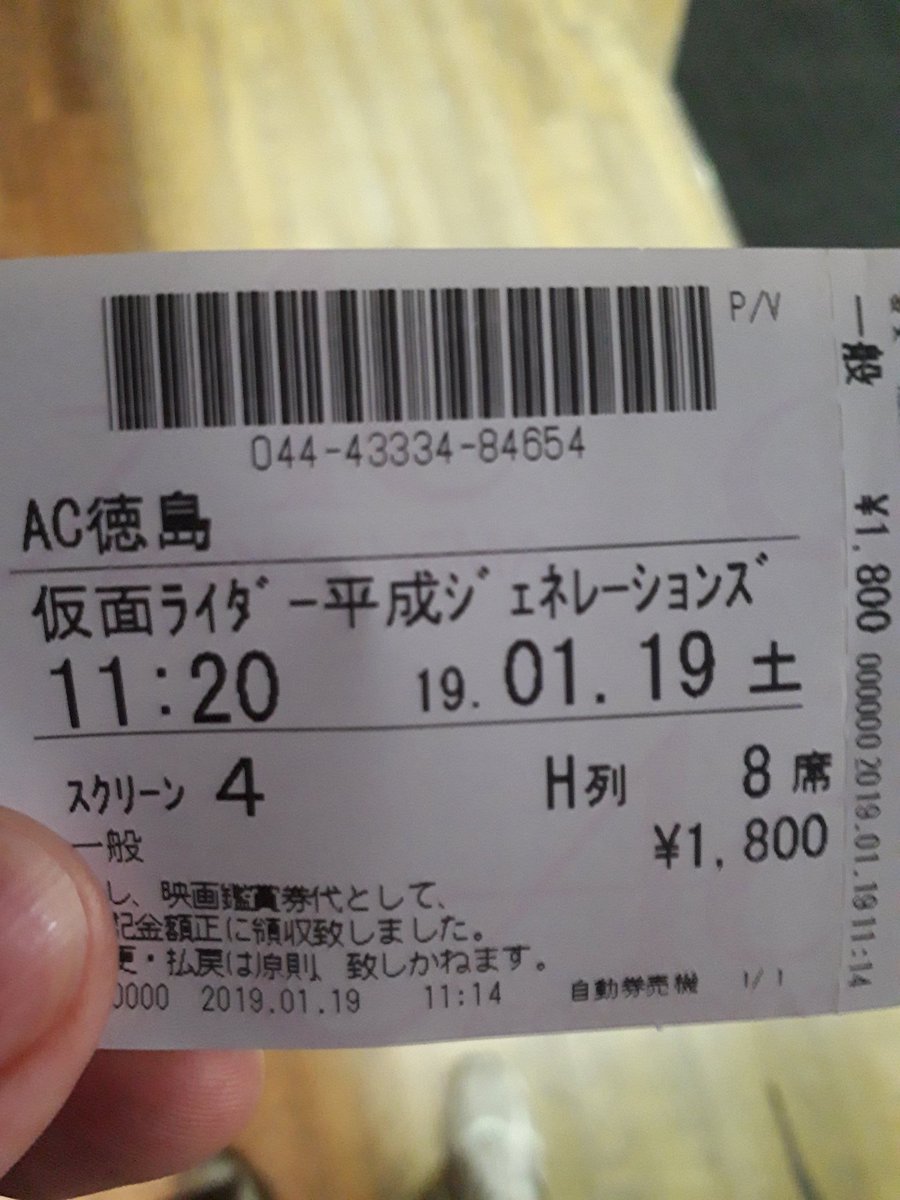 P/V
044-43334-84654
AC徳島
仮面ﾗｲﾀﾞｰ平成ｼﾞｪﾈﾚｰｼｮﾝｽﾞ
11:20 19.01.19 土
ｽｸﾘｰﾝ 4 H列 8席
一般 ¥1,800
し、映画鑑賞券代として、
記金額正に領収致しました。
更・払戻は原則、致しかねます。
0000 2019.01.19 11:14 自動券売機 1/1
一般 ¥1,800 000000 2019.01.19 11:14